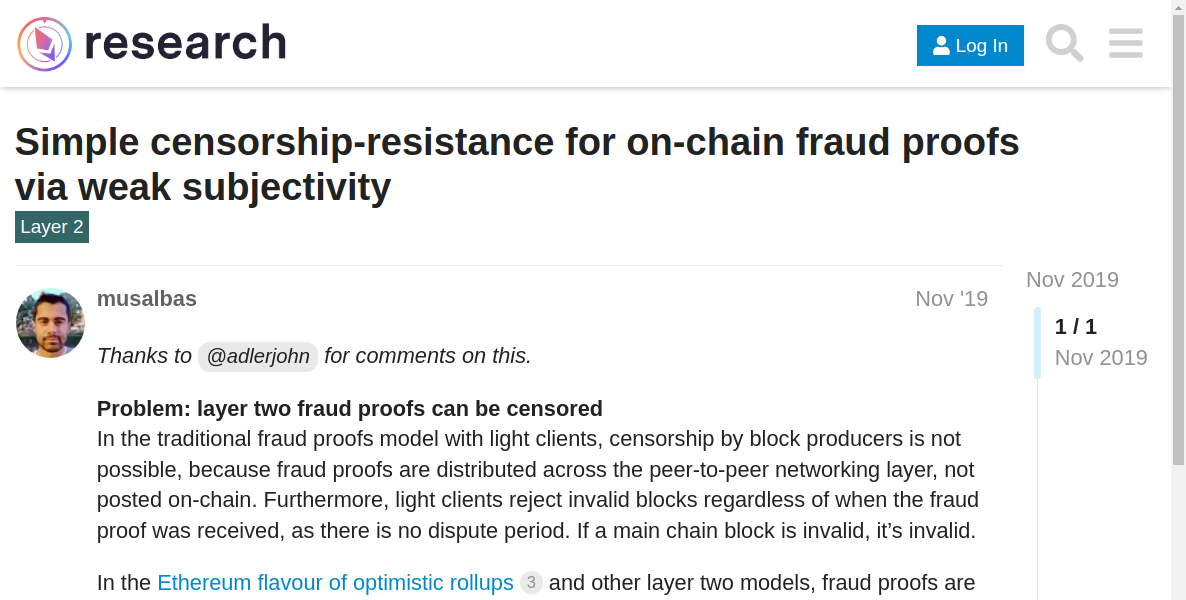 research
Log In
Simple censorship-resistance for on-chain fraud proofs
via weak subjectivity
Layer 2
musalbas
Nov '19
Nov 2019
1 / 1
Nov 2019
Thanks to @adlerjohn for comments on this.
Problem: layer two fraud proofs can be censored
In the traditional fraud proofs model with light clients, censorship by block producers is not
possible, because fraud proofs are distributed across the peer-to-peer networking layer, not
posted on-chain. Furthermore, light clients reject invalid blocks regardless of when the fraud
proof was received, as there is no dispute period. If a main chain block is invalid, it’s invalid.
In the Ethereum flavour of optimistic rollups 3 and other layer two models, fraud proofs are